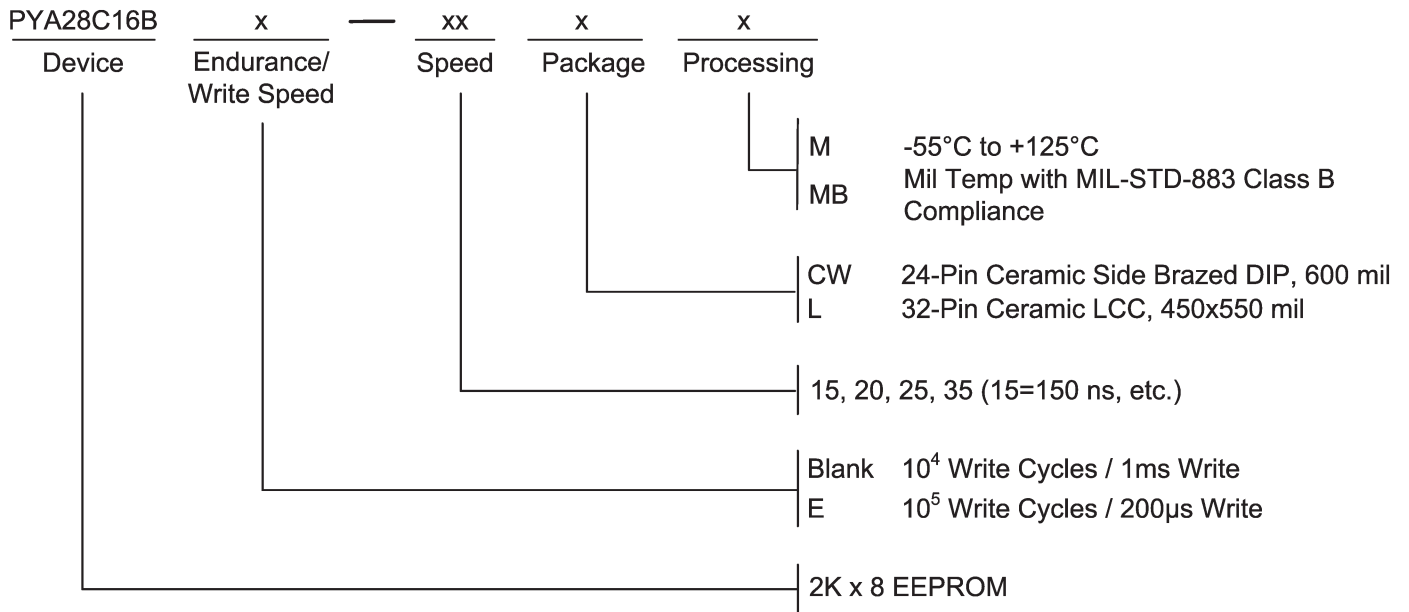 PYA28C16B x — xx x x
Device Endurance/ Speed Package Processing
Write Speed
M -55°C to +125°C
MB Mil Temp with MIL-STD-883 Class B
Compliance
CW 24-Pin Ceramic Side Brazed DIP, 600 mil
L 32-Pin Ceramic LCC, 450x550 mil
15, 20, 25, 35 (15=150 ns, etc.)
Blank 10⁴ Write Cycles / 1ms Write
E 10⁵ Write Cycles / 200µs Write
2K x 8 EEPROM